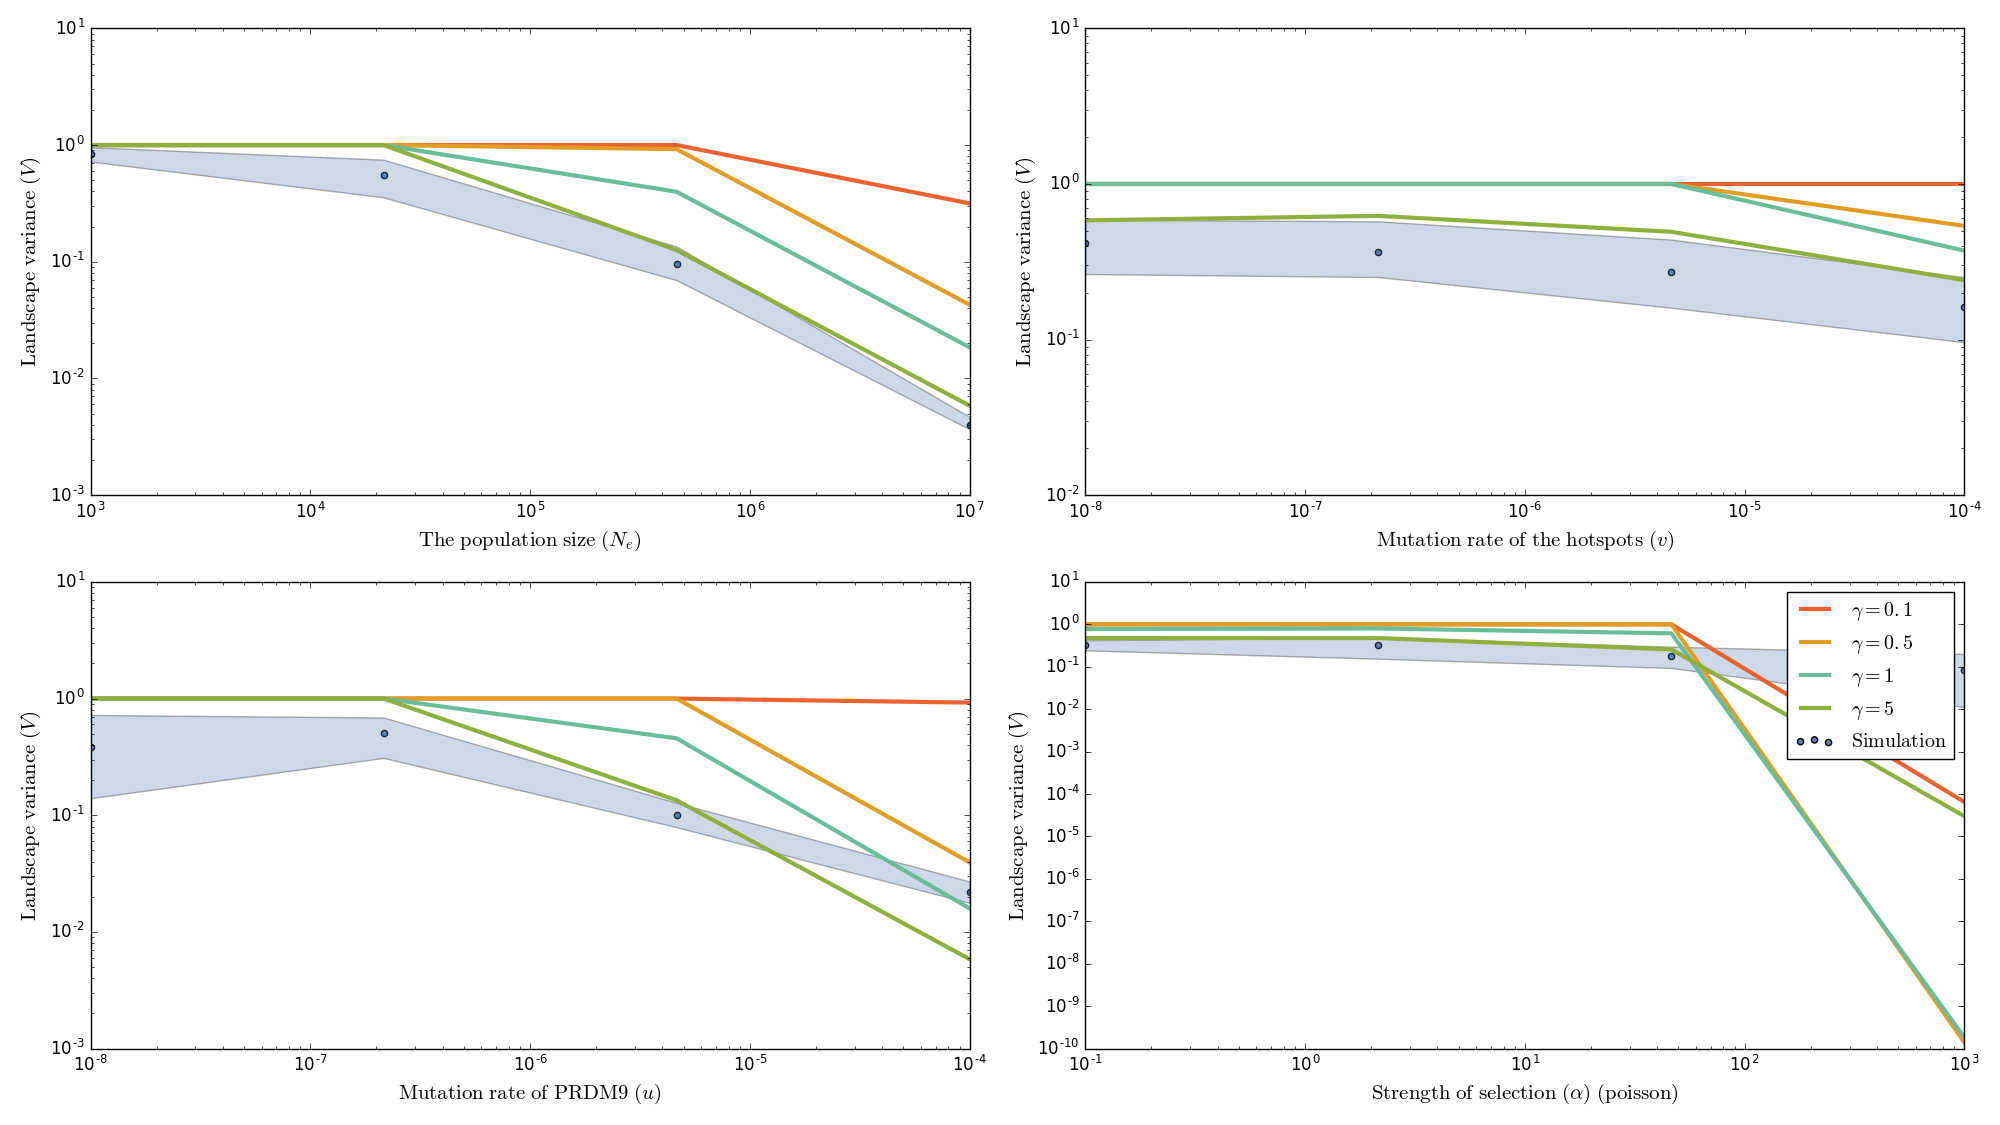 10^1
10^0
10^-1
10^-2
10^-3
Landscape variance (V)
10^3 10^4 10^5 10^6 10^7
The population size (N_e)
10^1
10^0
10^-1
10^-2
Landscape variance (V)
10^-8 10^-7 10^-6 10^-5 10^-4
Mutation rate of the hotspots (v)
10^1
10^0
10^-1
10^-2
10^-3
Landscape variance (V)
10^-8 10^-7 10^-6 10^-5 10^-4
Mutation rate of PRDM9 (u)
10^1
10^0
10^-1
10^-2
10^-3
10^-4
10^-5
10^-6
10^-7
10^-8
10^-9
10^-10
Landscape variance (V)
γ = 0.1
γ = 0.5
γ = 1
γ = 5
Simulation
10^-1 10^0 10^1 10^2 10^3
Strength of selection (α) (poisson)